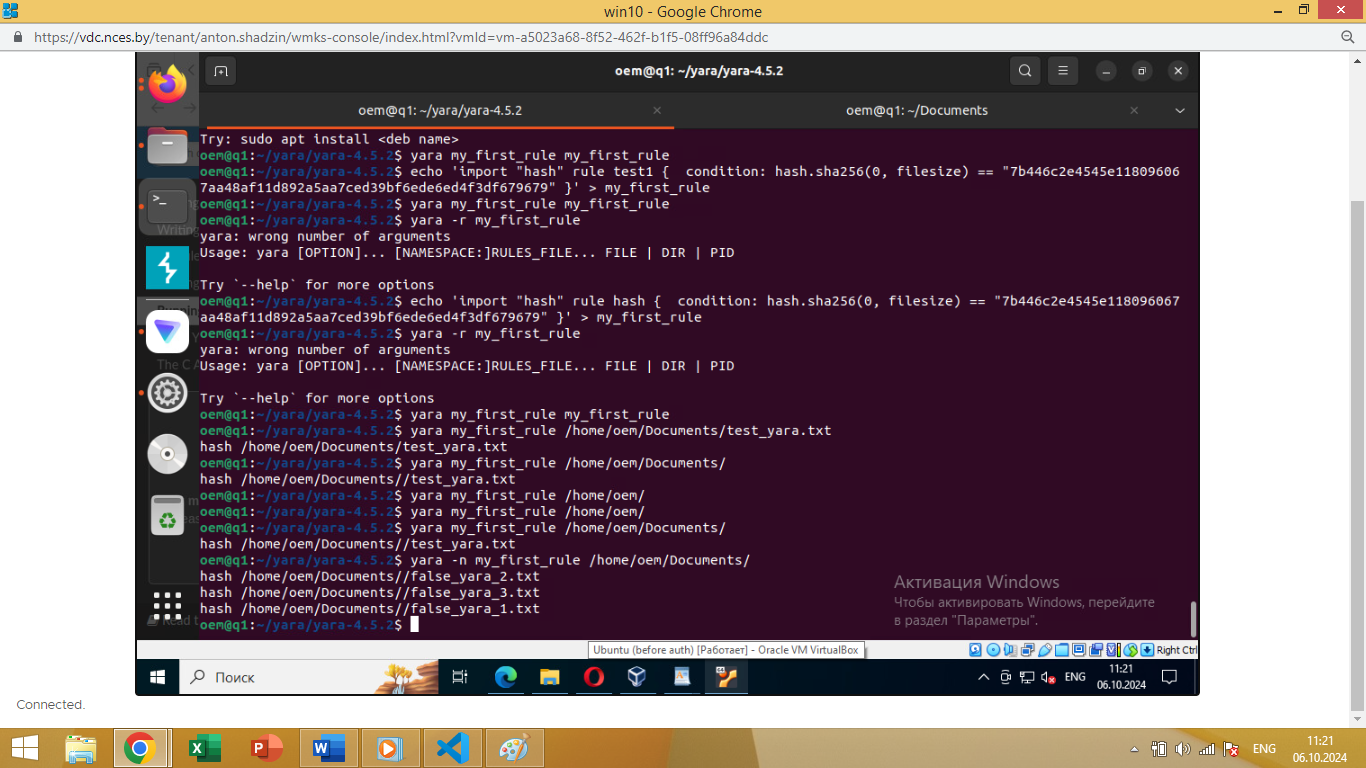 win10 - Google Chrome
https://vdc.nces.by/tenant/anton.shadzin/wmks-console/index.html?vmId=vm-a5023a68-8f52-462f-b1f5-08ff96a84ddc
oem@q1: ~/yara/yara-4.5.2
oem@q1: ~/yara/yara-4.5.2
oem@q1: ~/Documents
Try: sudo apt install <deb name>
oem@q1:~/yara/yara-4.5.2$ yara my_first_rule my_first_rule
oem@q1:~/yara/yara-4.5.2$ echo 'import "hash" rule test1 {  condition: hash.sha256(0, filesize) == "7b446c2e4545e11809606
7aa48af11d892a5aa7ced39bf6ede6ed4f3df679679" }' > my_first_rule
oem@q1:~/yara/yara-4.5.2$ yara my_first_rule my_first_rule
oem@q1:~/yara/yara-4.5.2$ yara -r my_first_rule
yara: wrong number of arguments
Usage: yara [OPTION]... [NAMESPACE:]RULES_FILE... FILE | DIR | PID
Try `--help` for more options
oem@q1:~/yara/yara-4.5.2$ echo 'import "hash" rule hash {  condition: hash.sha256(0, filesize) == "7b446c2e4545e118096067
aa48af11d892a5aa7ced39bf6ede6ed4f3df679679" }' > my_first_rule
oem@q1:~/yara/yara-4.5.2$ yara -r my_first_rule
yara: wrong number of arguments
Usage: yara [OPTION]... [NAMESPACE:]RULES_FILE... FILE | DIR | PID
Try `--help` for more options
oem@q1:~/yara/yara-4.5.2$ yara my_first_rule my_first_rule
oem@q1:~/yara/yara-4.5.2$ yara my_first_rule /home/oem/Documents/test_yara.txt
hash /home/oem/Documents/test_yara.txt
oem@q1:~/yara/yara-4.5.2$ yara my_first_rule /home/oem/Documents/
hash /home/oem/Documents//test_yara.txt
oem@q1:~/yara/yara-4.5.2$ yara my_first_rule /home/oem/
oem@q1:~/yara/yara-4.5.2$ yara my_first_rule /home/oem/
oem@q1:~/yara/yara-4.5.2$ yara my_first_rule /home/oem/Documents/
hash /home/oem/Documents//test_yara.txt
oem@q1:~/yara/yara-4.5.2$ yara -n my_first_rule /home/oem/Documents/
hash /home/oem/Documents//false_yara_2.txt
hash /home/oem/Documents//false_yara_3.txt
hash /home/oem/Documents//false_yara_1.txt
oem@q1:~/yara/yara-4.5.2$
Активация Windows
Чтобы активировать Windows, перейдите
в раздел "Параметры".
Ubuntu (before auth) [Работает] - Oracle VM VirtualBox
Right Ctrl
Поиск
ENG
11:21
06.10.2024
Connected.
ENG
11:21
06.10.2024